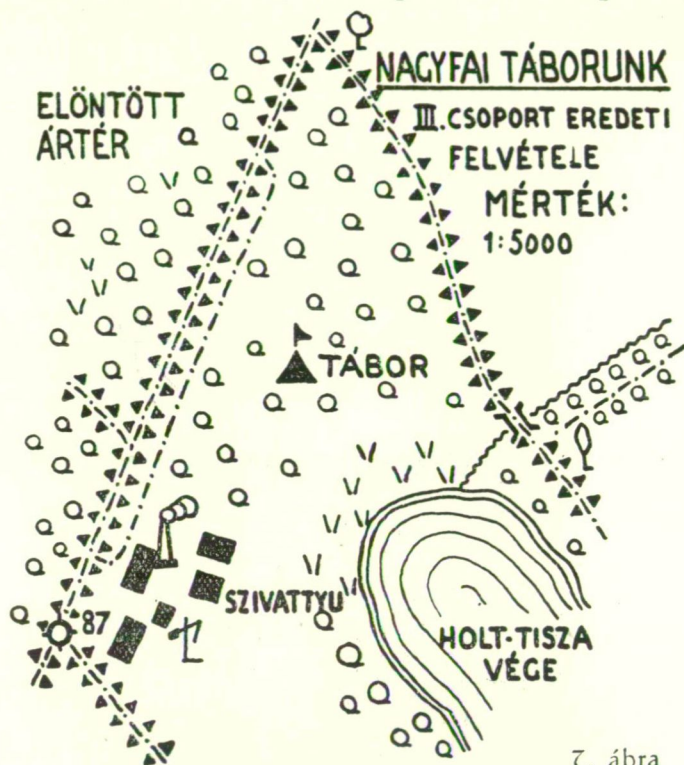 NAGYFAI TÁBORUNK
III. CSOPORT EREDETI
FELVÉTELE
MÉRTÉK:
1:5000
ELÖNTÖTT
ÁRTÉR
TÁBOR
SZIVATTYU
87
HOLT-TISZA
VÉGE
7. ábra